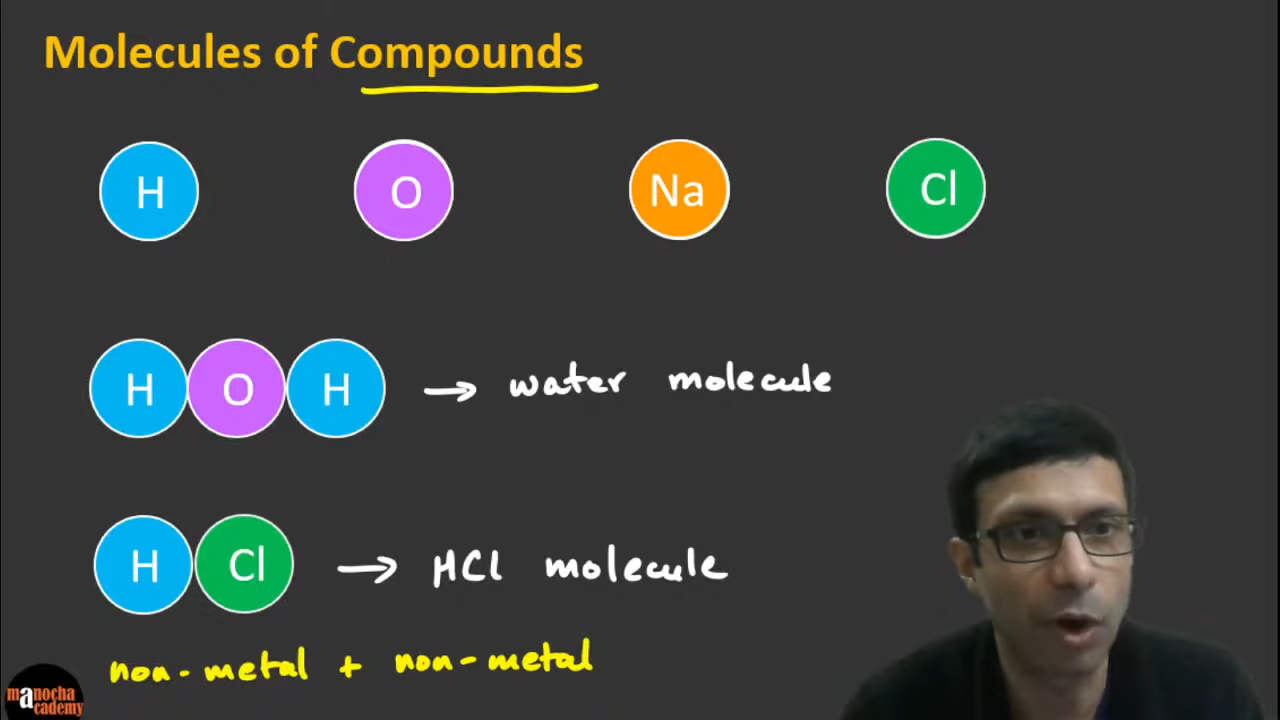 Molecules of Compounds
H O Na Cl
H O H → water molecule
H Cl → HCl molecule
non-metal + non-metal
manocha
academy